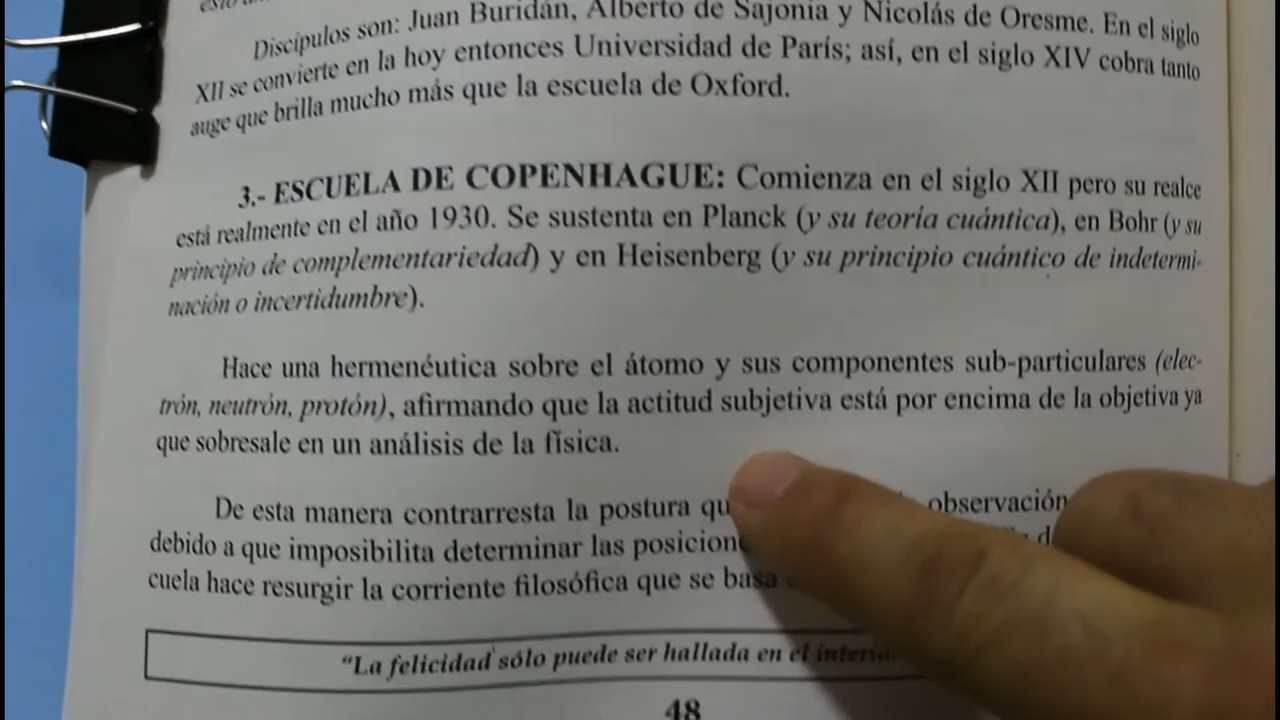 Discípulos son: Juan Buridán, Alberto de Sajonia y Nicolás de Oresme. En el siglo
XII se convierte en la hoy entonces Universidad de París; así, en el siglo XIV cobra tanto
auge que brilla mucho más que la escuela de Oxford.
3.- ESCUELA DE COPENHAGUE: Comienza en el siglo XII pero su realce
está realmente en el año 1930. Se sustenta en Planck (y su teoría cuántica), en Bohr (y su
principio de complementariedad) y en Heisenberg (y su principio cuántico de indetermi-
nación o incertidumbre).
Hace una hermenéutica sobre el átomo y sus componentes sub-particulares (elec-
trón, neutrón, protón), afirmando que la actitud subjetiva está por encima de la objetiva ya
que sobresale en un análisis de la física.
De esta manera contrarresta la postura observación
debido a que imposibilita determinar las
cuela hace resurgir la corriente filosófica que se basa
“La felicidad sólo puede ser hallada en el
48